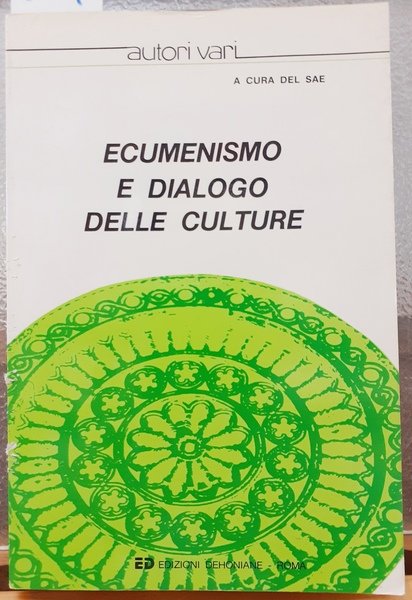 autori vari
A CURA DEL SAE
ECUMENISMO
E DIALOGO
DELLE CULTURE
ED EDIZIONI DEHONIANE - ROMA